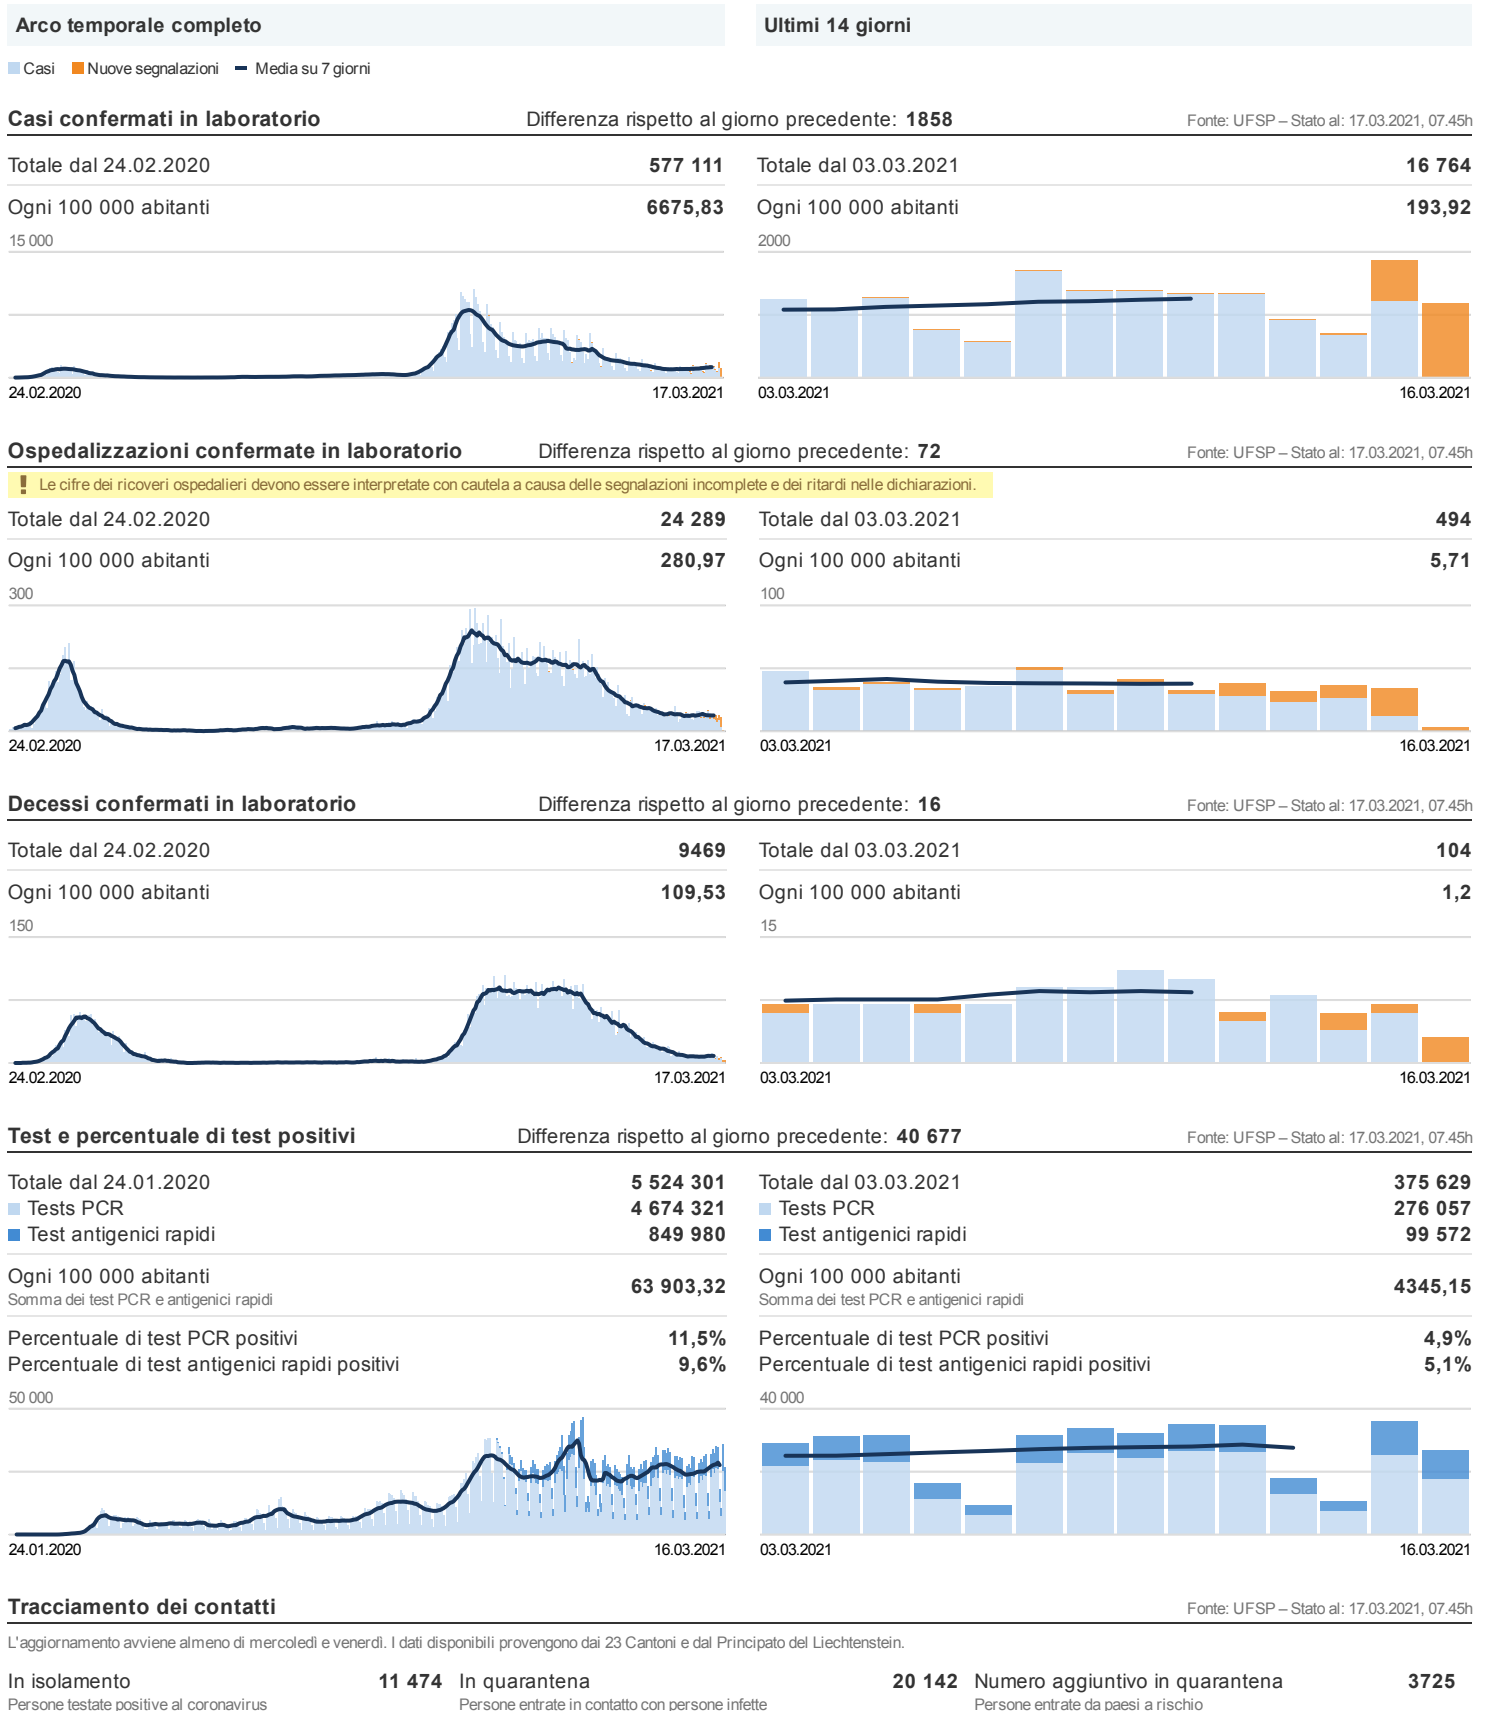 Arco temporale completo
Ultimi 14 giorni
Casi Nuove segnalazioni Media su 7 giorni
Casi confermati in laboratorio Differenza rispetto al giorno precedente: 1858 Fonte: UFSP – Stato al: 17.03.2021, 07.45h
Totale dal 24.02.2020 577 111
Ogni 100 000 abitanti 6675,83
15 000
24.02.2020 17.03.2021
Totale dal 03.03.2021 16 764
Ogni 100 000 abitanti 193,92
2000
03.03.2021 16.03.2021
Ospedalizzazioni confermate in laboratorio Differenza rispetto al giorno precedente: 72 Fonte: UFSP – Stato al: 17.03.2021, 07.45h
! Le cifre dei ricoveri ospedalieri devono essere interpretate con cautela a causa delle segnalazioni incomplete e dei ritardi nelle dichiarazioni.
Totale dal 24.02.2020 24 289
Ogni 100 000 abitanti 280,97
300
24.02.2020 17.03.2021
Totale dal 03.03.2021 494
Ogni 100 000 abitanti 5,71
100
03.03.2021 16.03.2021
Decessi confermati in laboratorio Differenza rispetto al giorno precedente: 16 Fonte: UFSP – Stato al: 17.03.2021, 07.45h
Totale dal 24.02.2020 9469
Ogni 100 000 abitanti 109,53
150
24.02.2020 17.03.2021
Totale dal 03.03.2021 104
Ogni 100 000 abitanti 1,2
15
03.03.2021 16.03.2021
Test e percentuale di test positivi Differenza rispetto al giorno precedente: 40 677 Fonte: UFSP – Stato al: 17.03.2021, 07.45h
Totale dal 24.01.2020 5 524 301
Tests PCR 4 674 321
Test antigenici rapidi 849 980
Ogni 100 000 abitanti 63 903,32
Somma dei test PCR e antigenici rapidi
Percentuale di test PCR positivi 11,5%
Percentuale di test antigenici rapidi positivi 9,6%
50 000
24.01.2020 16.03.2021
Totale dal 03.03.2021 375 629
Tests PCR 276 057
Test antigenici rapidi 99 572
Ogni 100 000 abitanti 4345,15
Somma dei test PCR e antigenici rapidi
Percentuale di test PCR positivi 4,9%
Percentuale di test antigenici rapidi positivi 5,1%
40 000
03.03.2021 16.03.2021
Tracciamento dei contatti Fonte: UFSP – Stato al: 17.03.2021, 07.45h
L'aggiornamento avviene almeno di mercoledì e venerdì. I dati disponibili provengono dai 23 Cantoni e dal Principato del Liechtenstein.
In isolamento 11 474
Persone testate positive al coronavirus
In quarantena 20 142
Persone entrate in contatto con persone infette
Numero aggiuntivo in quarantena 3725
Persone entrate da paesi a rischio